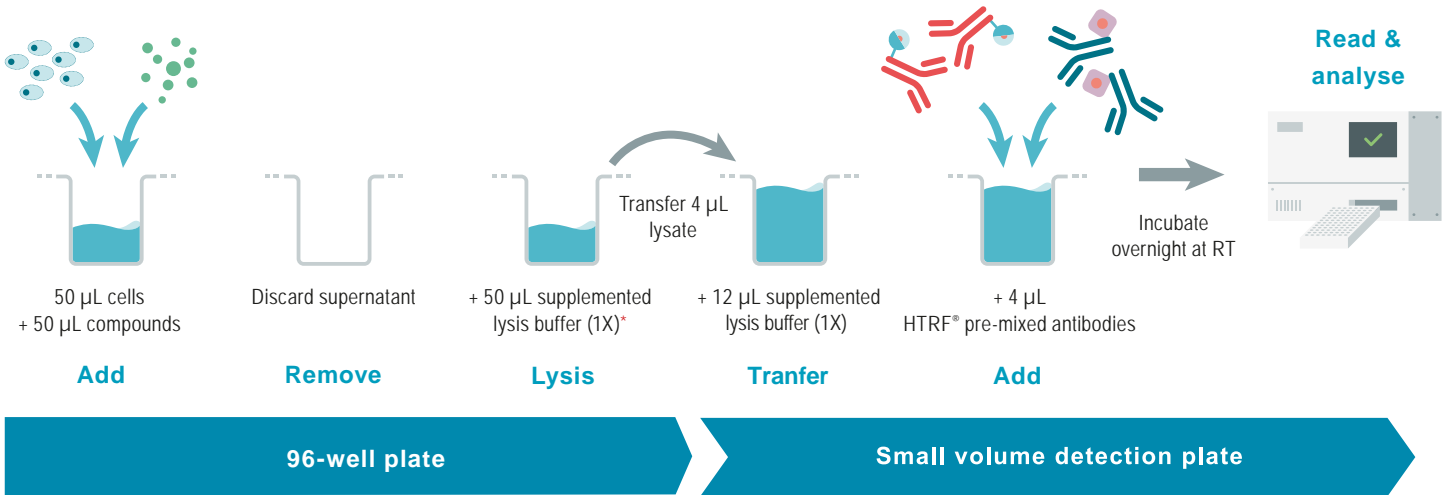 50 µL cells
+ 50 µL compounds
Add
Discard supernatant
Remove
+ 50 µL supplemented
lysis buffer (1X)*
Lysis
Transfer 4 µL
lysate
+ 12 µL supplemented
lysis buffer (1X)
Tranfer
+ 4 µL
HTRF® pre-mixed antibodies
Add
Incubate
overnight at RT
Read &
analyse
96-well plate
Small volume detection plate